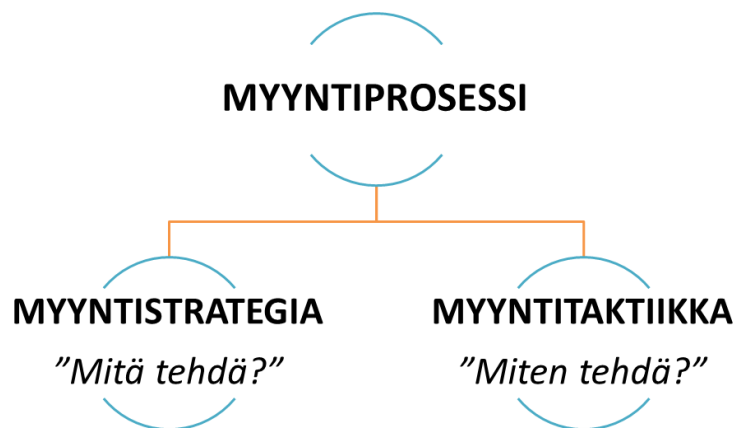 MYYNTIPROSESSI
MYYNTISTRATEGIA
”Mitä tehdä?”
MYYNTITAKTIIKKA
”Miten tehdä?”